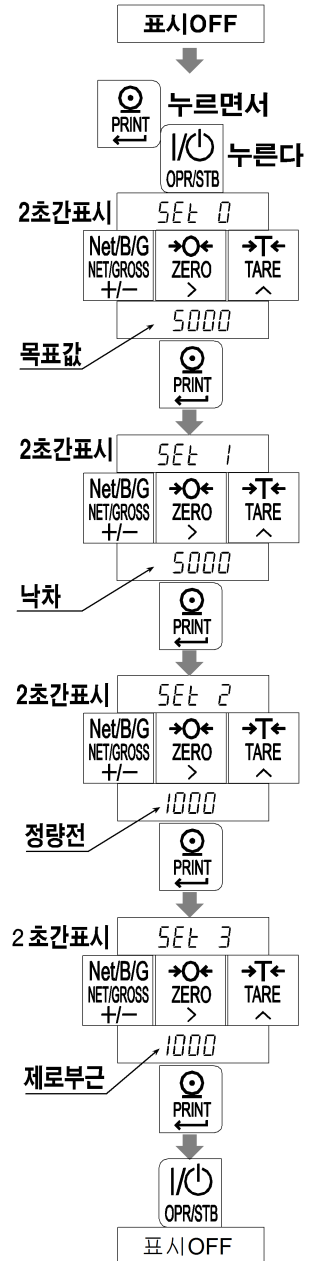 표시OFF
PRINT
누르면서
I/⏻
누른다
OPR/STB
2초간표시
SEt 0
Net/B/G
NET/GROSS
+/−
→O←
ZERO
>
→T←
TARE
^
5000
목표값
PRINT
2초간표시
SEt 1
Net/B/G
NET/GROSS
+/−
→O←
ZERO
>
→T←
TARE
^
5000
낙차
PRINT
2초간표시
SEt 2
Net/B/G
NET/GROSS
+/−
→O←
ZERO
>
→T←
TARE
^
1000
정량전
PRINT
2 초간표시
SEt 3
Net/B/G
NET/GROSS
+/−
→O←
ZERO
>
→T←
TARE
^
1000
제로부근
PRINT
I/⏻
OPR/STB
표시OFF